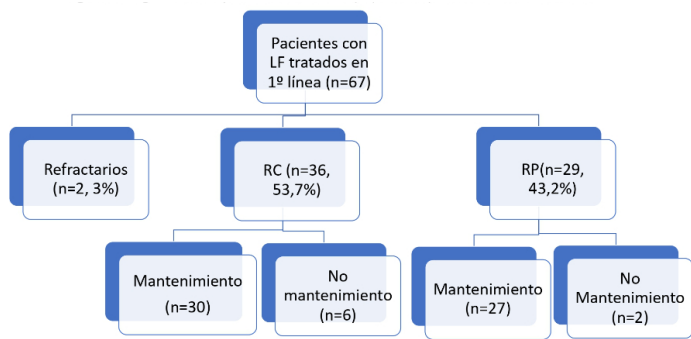 Pacientes con
LF tratados en
1º línea (n=67)
Refractarios
(n=2, 3%)
RC (n=36,
53,7%)
RP(n=29,
43,2%)
Mantenimiento
(n=30)
No
mantenimiento
(n=6)
Mantenimiento
(n=27)
No
Mantenimiento
(n=2)